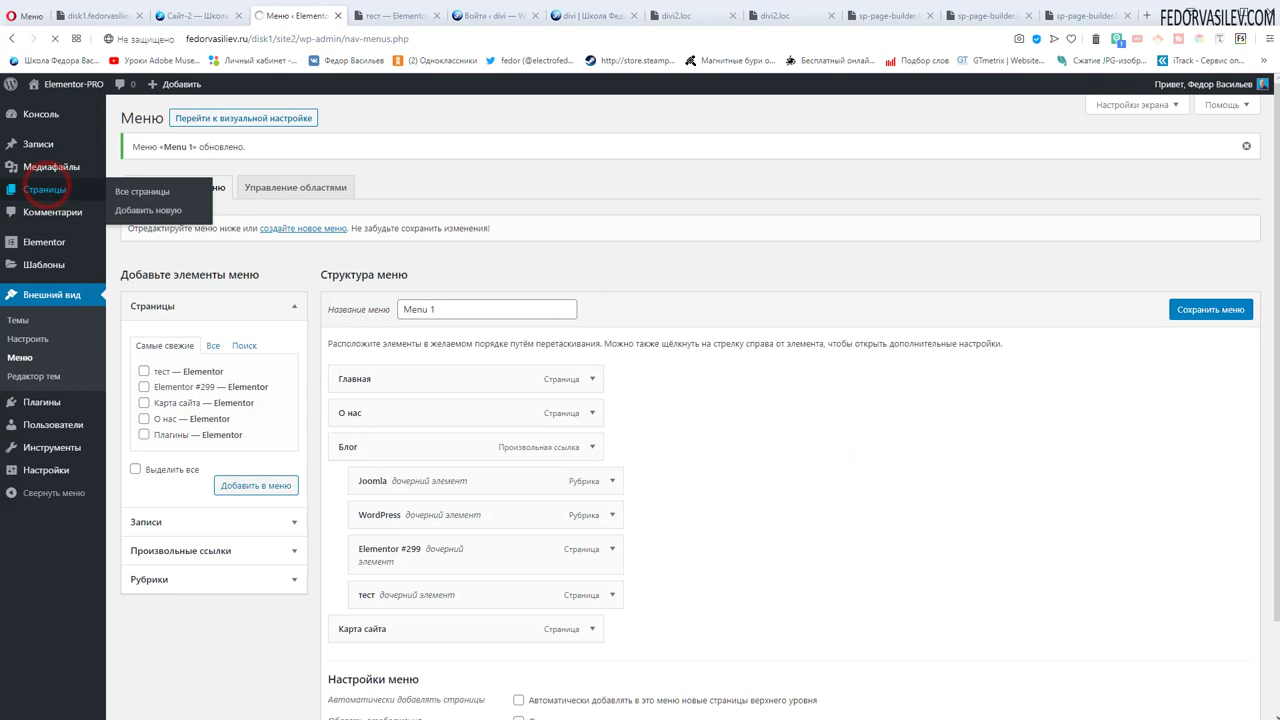 Меню
disk1.fedorvasiliev
Сайт-2 — Школа
Меню ‹ Elemento
тест — Elemento
Войти ‹ divi — W
divi | Школа Фед
divi2.loc
divi2.loc
sp-page-builder.
sp-page-builder.
sp-page-builder.
FEDORVASILEV.COM
Не защищено
fedorvasiliev.ru/disk1/site2/wp-admin/nav-menus.php
Школа Федора Вас...
Уроки Adobe Muse...
Личный кабинет -...
Федор Васильев
(2) Одноклассники
fedor (@electrofed...
http://store.steamp...
Магнитные бури о...
Бесплатный онлай...
Подбор слов
GTmetrix | Website...
Сжатие JPG-изобр...
iTrack - Сервис оп...
Elementor-PRO
0
Добавить
Привет, Федор Васильев
Консоль
Записи
Медиафайлы
Страницы
Комментарии
Elementor
Шаблоны
Внешний вид
Темы
Настроить
Меню
Редактор тем
Плагины
Пользователи
Инструменты
Настройки
Свернуть меню
Все страницы
Добавить новую
Настройки экрана
Помощь
Меню
Перейти к визуальной настройке
Меню «Menu 1» обновлено.
ню
Управление областями
Отредактируйте меню ниже или создайте новое меню. Не забудьте сохранить изменения!
Добавьте элементы меню
Страницы
Самые свежие
Все
Поиск
тест — Elementor
Elementor #299 — Elementor
Карта сайта — Elementor
О нас — Elementor
Плагины — Elementor
Выделить все
Добавить в меню
Записи
Произвольные ссылки
Рубрики
Структура меню
Название меню
Menu 1
Сохранить меню
Расположите элементы в желаемом порядке путём перетаскивания. Можно также щёлкнуть на стрелку справа от элемента, чтобы открыть дополнительные настройки.
Главная Страница
О нас Страница
Блог Произвольная ссылка
Joomla дочерний элемент Рубрика
WordPress дочерний элемент Рубрика
Elementor #299 дочерний Страница
элемент
тест дочерний элемент Страница
Карта сайта Страница
Настройки меню
Автоматически добавлять страницы
Автоматически добавлять в это меню новые страницы верхнего уровня